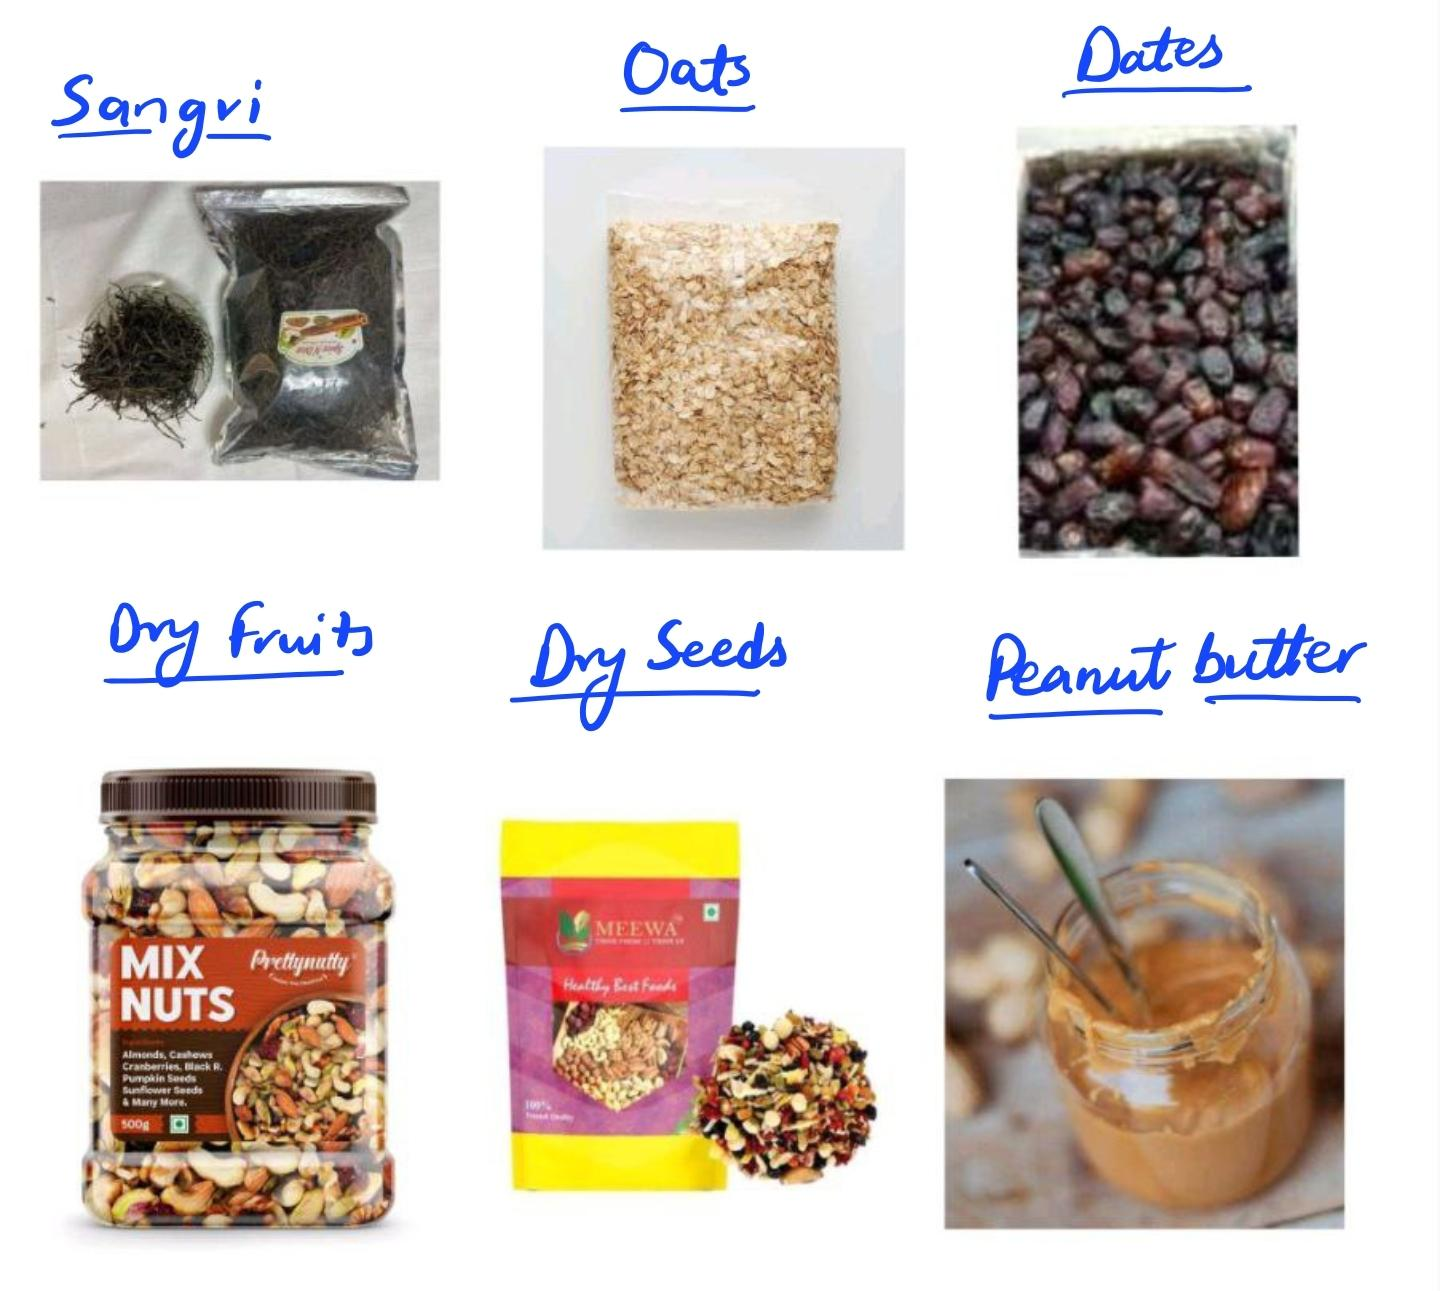 Sangri
Oats
Dates
Dry Fruits
Dry Seeds
Peanut butter
MIX
NUTS
Prettynutty
Almonds, Cashews
Cranberries, Black R.
Pumpkin Seeds
Sunflower Seeds
& Many More.
500g
MEEWA
Healthy Best Foods
100%